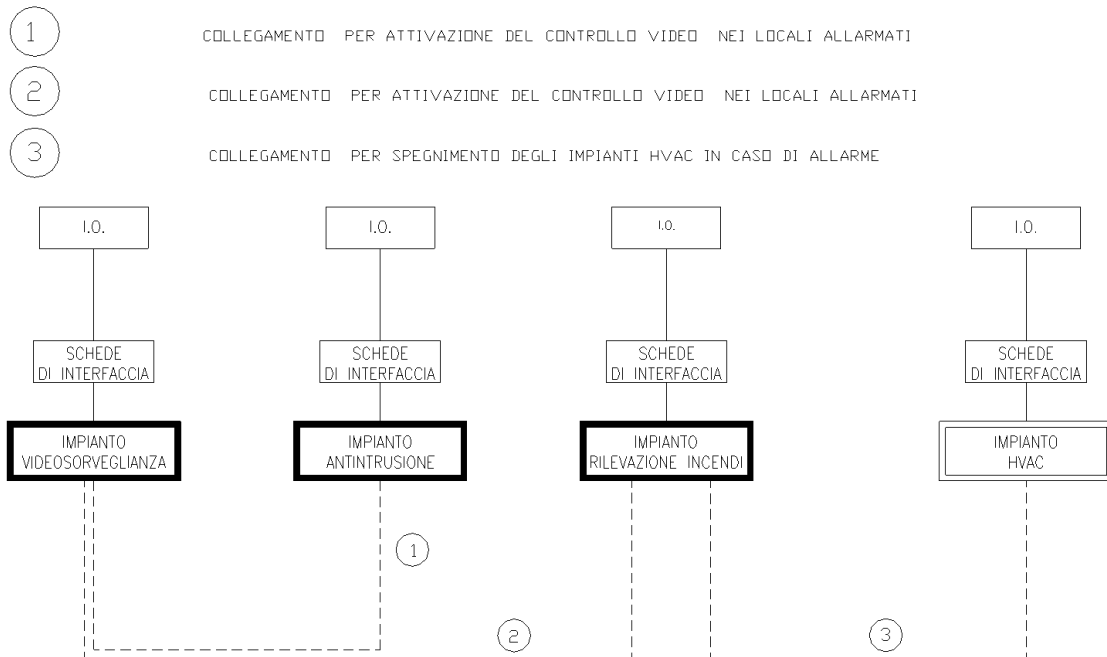 1 COLLEGAMENTO PER ATTIVAZIONE DEL CONTROLLO VIDEO NEI LOCALI ALLARMATI
2 COLLEGAMENTO PER ATTIVAZIONE DEL CONTROLLO VIDEO NEI LOCALI ALLARMATI
3 COLLEGAMENTO PER SPEGNIMENTO DEGLI IMPIANTI HVAC IN CASO DI ALLARME
I.O.
I.O.
I.O.
I.O.
SCHEDE
DI INTERFACCIA
SCHEDE
DI INTERFACCIA
SCHEDE
DI INTERFACCIA
SCHEDE
DI INTERFACCIA
IMPIANTO
VIDEOSORVEGLIANZA
IMPIANTO
ANTINTRUSIONE
IMPIANTO
RILEVAZIONE INCENDI
IMPIANTO
HVAC
1
2
3